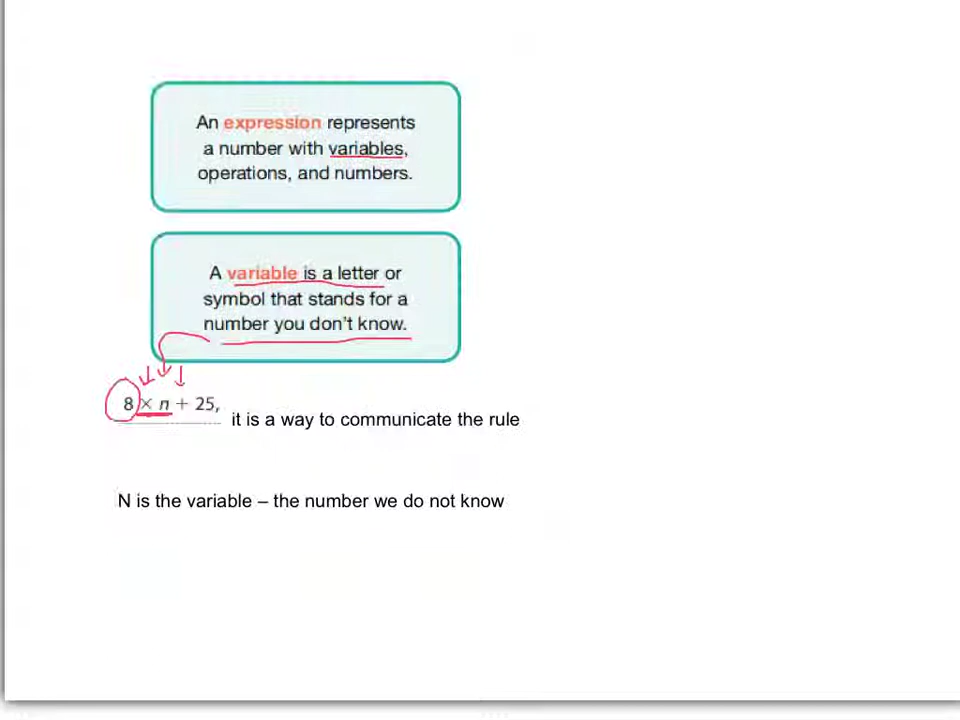 An expression represents
a number with variables,
operations, and numbers.
A variable is a letter or
symbol that stands for a
number you don't know.
8 × n + 25,
it is a way to communicate the rule
N is the variable – the number we do not know